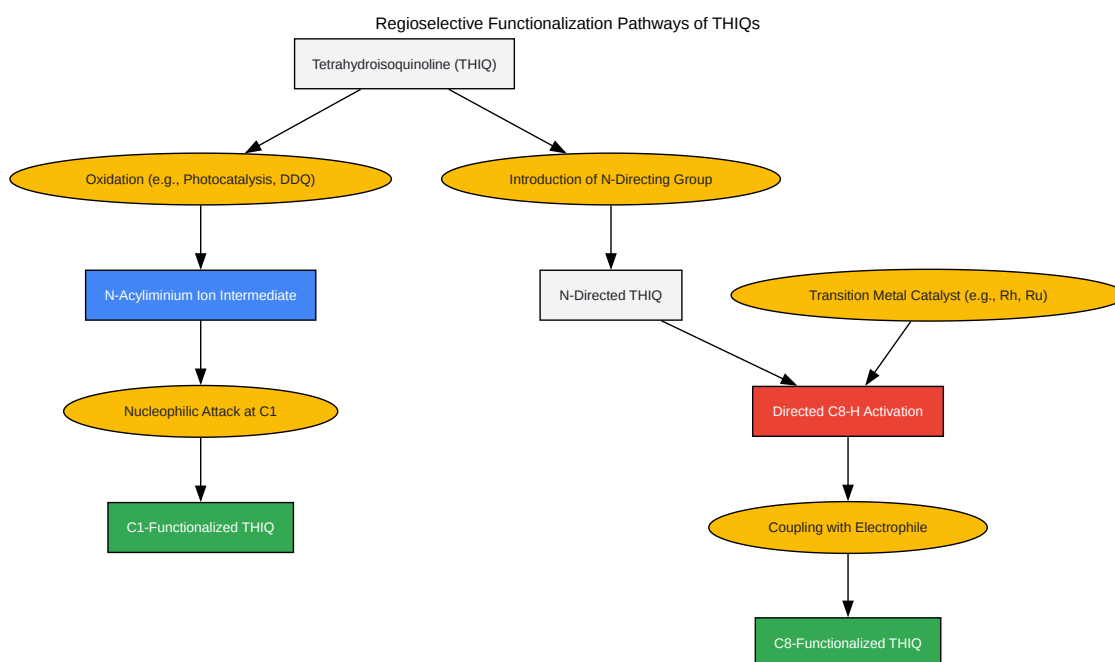 Regioselective Functionalization Pathways of THIQs
Tetrahydroisoquinoline (THIQ)
Oxidation (e.g., Photocatalysis, DDQ)
Introduction of N-Directing Group
N-Acyliminium Ion Intermediate
N-Directed THIQ
Transition Metal Catalyst (e.g., Rh, Ru)
Nucleophilic Attack at C1
Directed C8-H Activation
C1-Functionalized THIQ
Coupling with Electrophile
C8-Functionalized THIQ